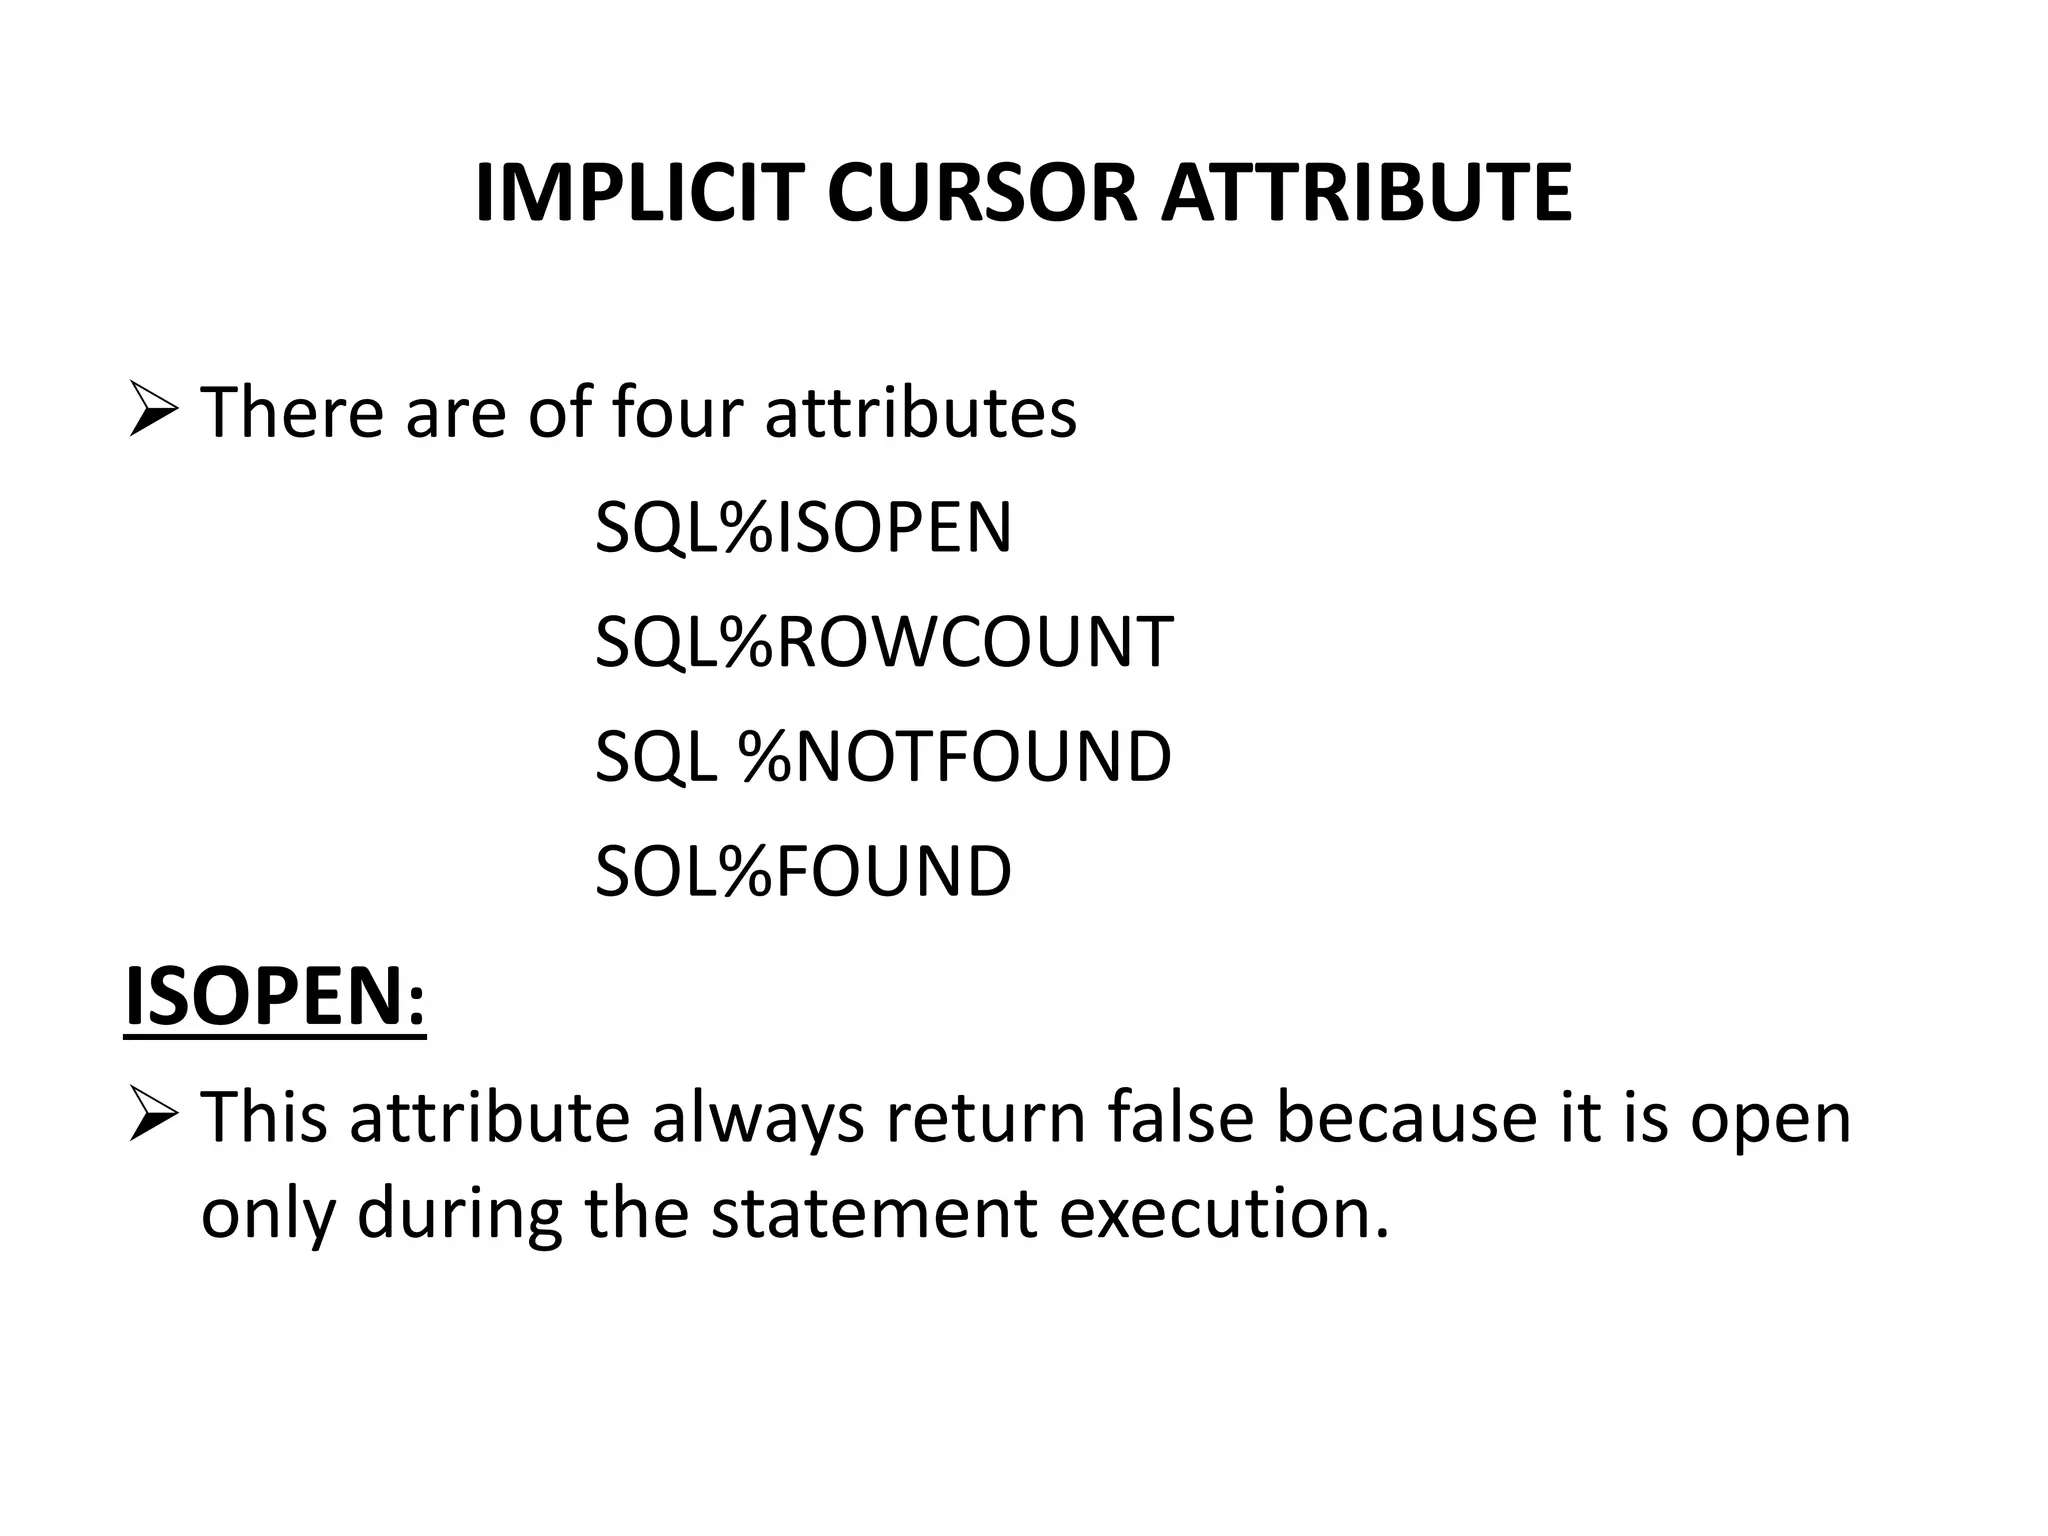 IMPLICIT CURSOR ATTRIBUTE
There are of four attributes
SQL%ISOPEN
SQL%ROWCOUNT
SQL %NOTFOUND
SOL%FOUND
ISOPEN:
This attribute always return false because it is open
only during the statement execution.